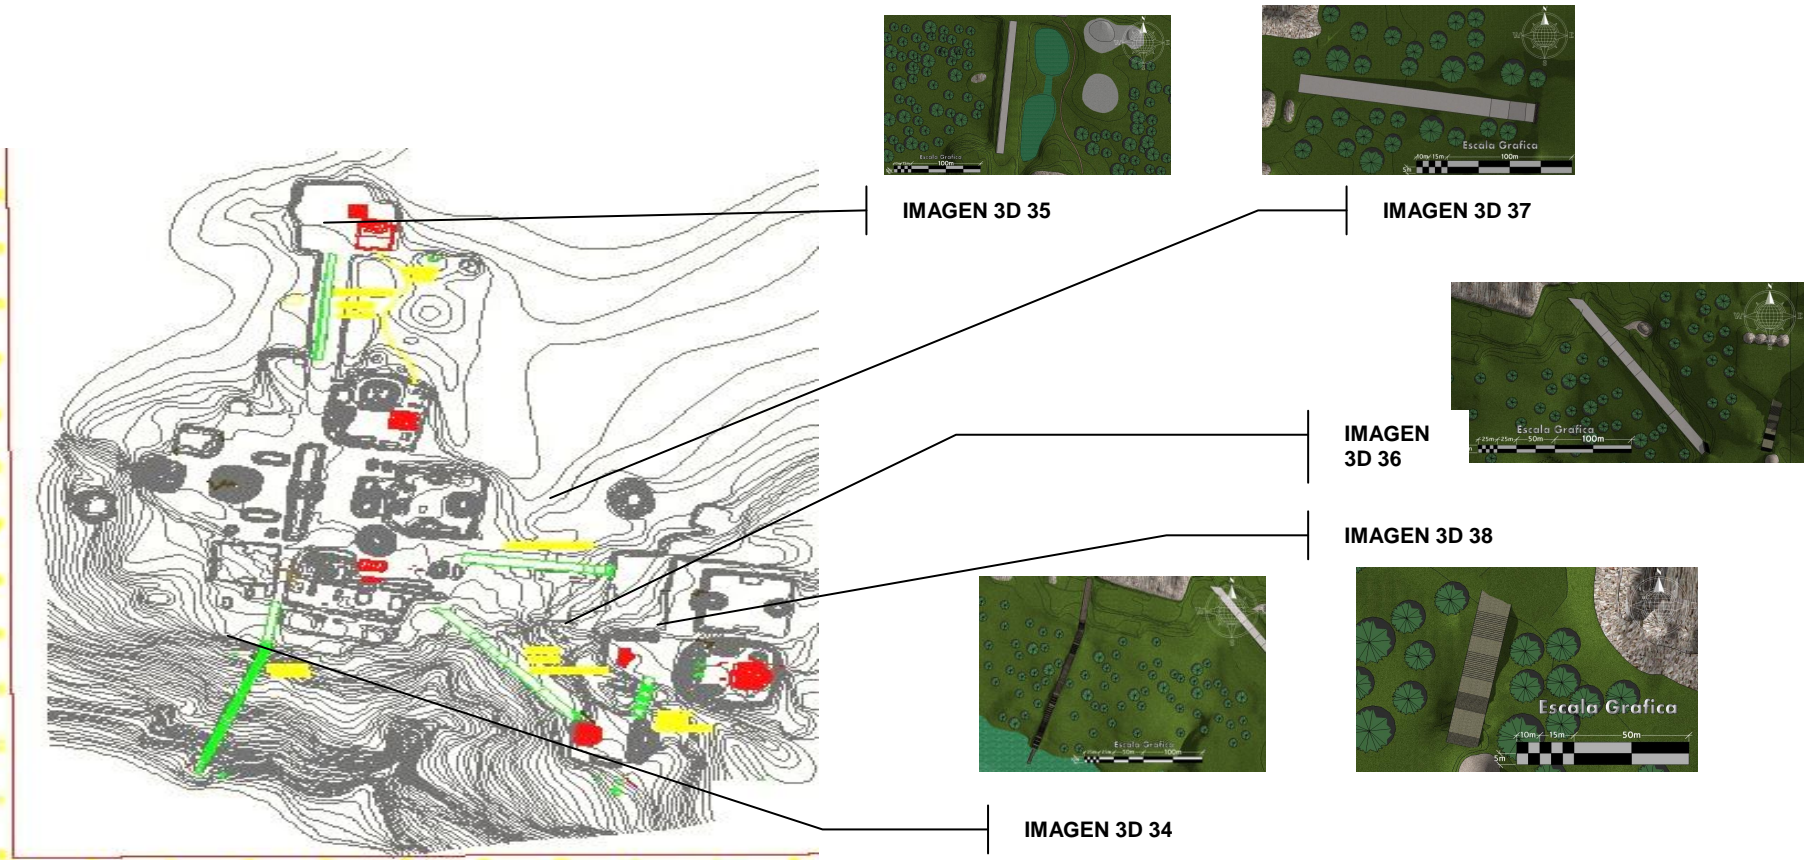 N
Escala Grafica
100m
IMAGEN 3D 35
N
Escala Grafica
10m 15m 100m
5m
IMAGEN 3D 37
N
Escala Grafica
25m 25m 50m 100m
IMAGEN
3D 36
IMAGEN 3D 38
N
Escala Grafica
50m 100m
N
Escala Grafica
10m 15m 50m
5m
IMAGEN 3D 34